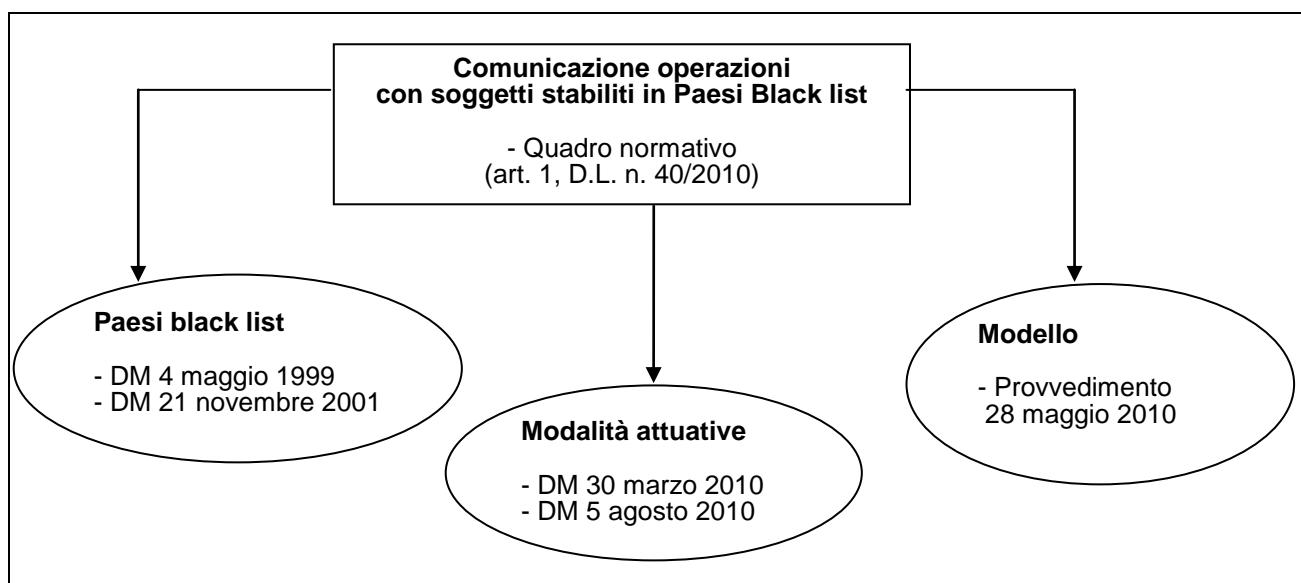 Comunicazione operazioni
con soggetti stabiliti in Paesi Black list
- Quadro normativo
(art. 1, D.L. n. 40/2010)
Paesi black list
- DM 4 maggio 1999
- DM 21 novembre 2001
Modalità attuative
- DM 30 marzo 2010
- DM 5 agosto 2010
Modello
- Provvedimento
28 maggio 2010